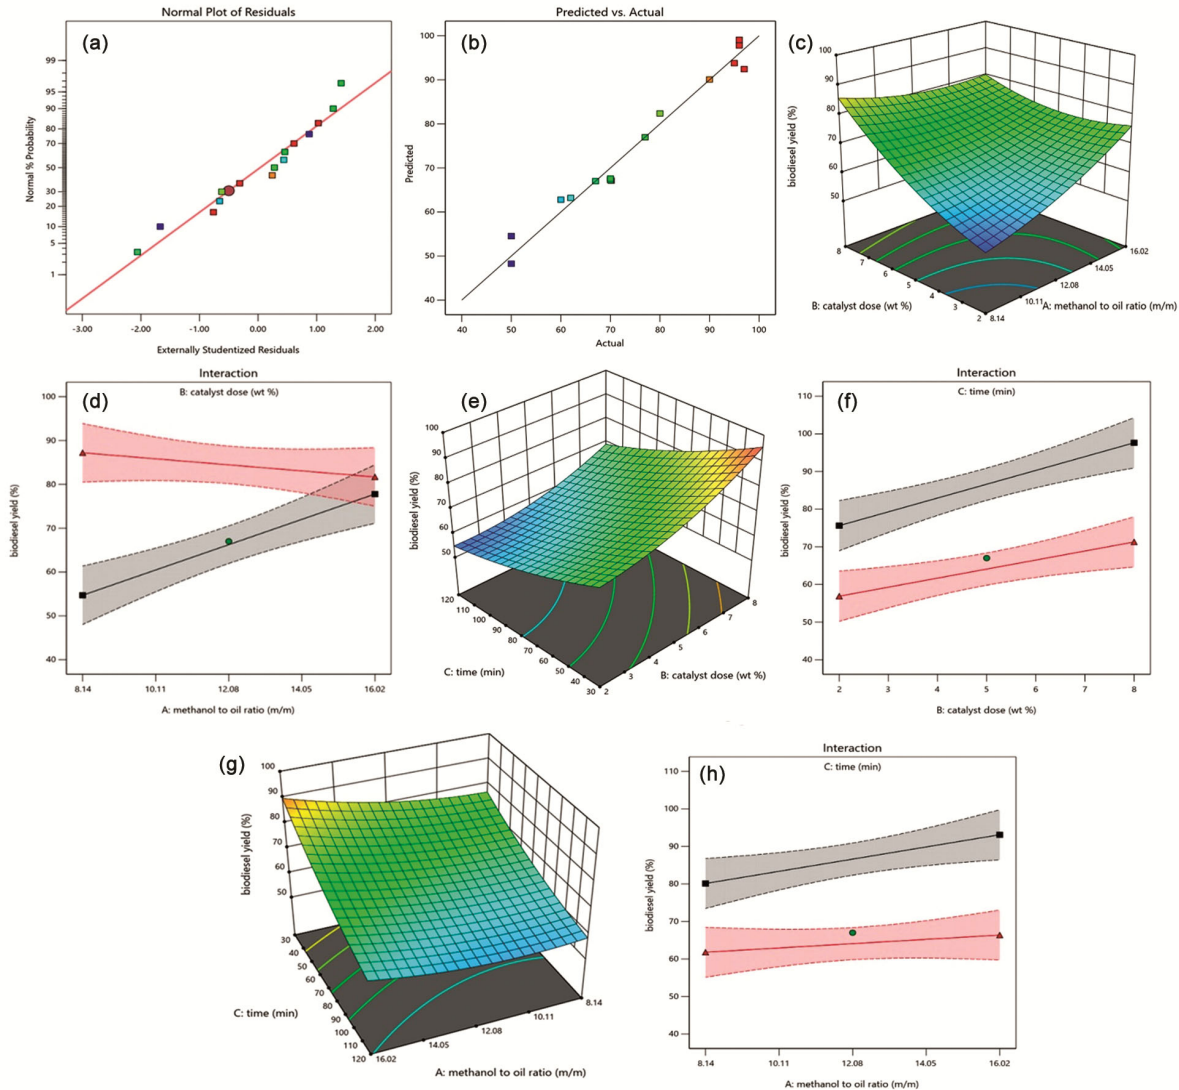 Normal Plot of Residuals
(a)
Normal % Probability
99
95
90
80
70
50
30
20
10
5
1
-3.00 -2.00 -1.00 0.00 1.00 2.00
Externally Studentized Residuals
Predicted vs. Actual
(b)
Predicted
100
90
80
70
60
50
40
40 50 60 70 80 90 100
Actual
(c)
biodiesel yield (%)
100
90
80
70
60
50
8 7 6 5 4 3 2
B: catalyst dose (wt %)
8.14 10.11 12.08 14.05 16.02
A: methanol to oil ratio (m/m)
Interaction
B: catalyst dose (wt %)
(d)
biodiesel yield (%)
100
90
80
70
60
50
40
8.14 10.11 12.08 14.05 16.02
A: methanol to oil ratio (m/m)
(e)
biodiesel yield (%)
100
90
80
70
60
50
120 110 100 90 80 70 60 50 40 30
C: time (min)
2 3 4 5 6 7 8
B: catalyst dose (wt %)
Interaction
C: time (min)
(f)
biodiesel yield (%)
110
100
90
80
70
60
50
40
2 3 4 5 6 7 8
B: catalyst dose (wt %)
(g)
biodiesel yield (%)
100
90
80
70
60
50
30 40 50 60 70 80 90 100 110 120
C: time (min)
16.02 14.05 12.08 10.11 8.14
A: methanol to oil ratio (m/m)
Interaction
C: time (min)
(h)
biodiesel yield (%)
110
100
90
80
70
60
50
40
8.14 10.11 12.08 14.05 16.02
A: methanol to oil ratio (m/m)